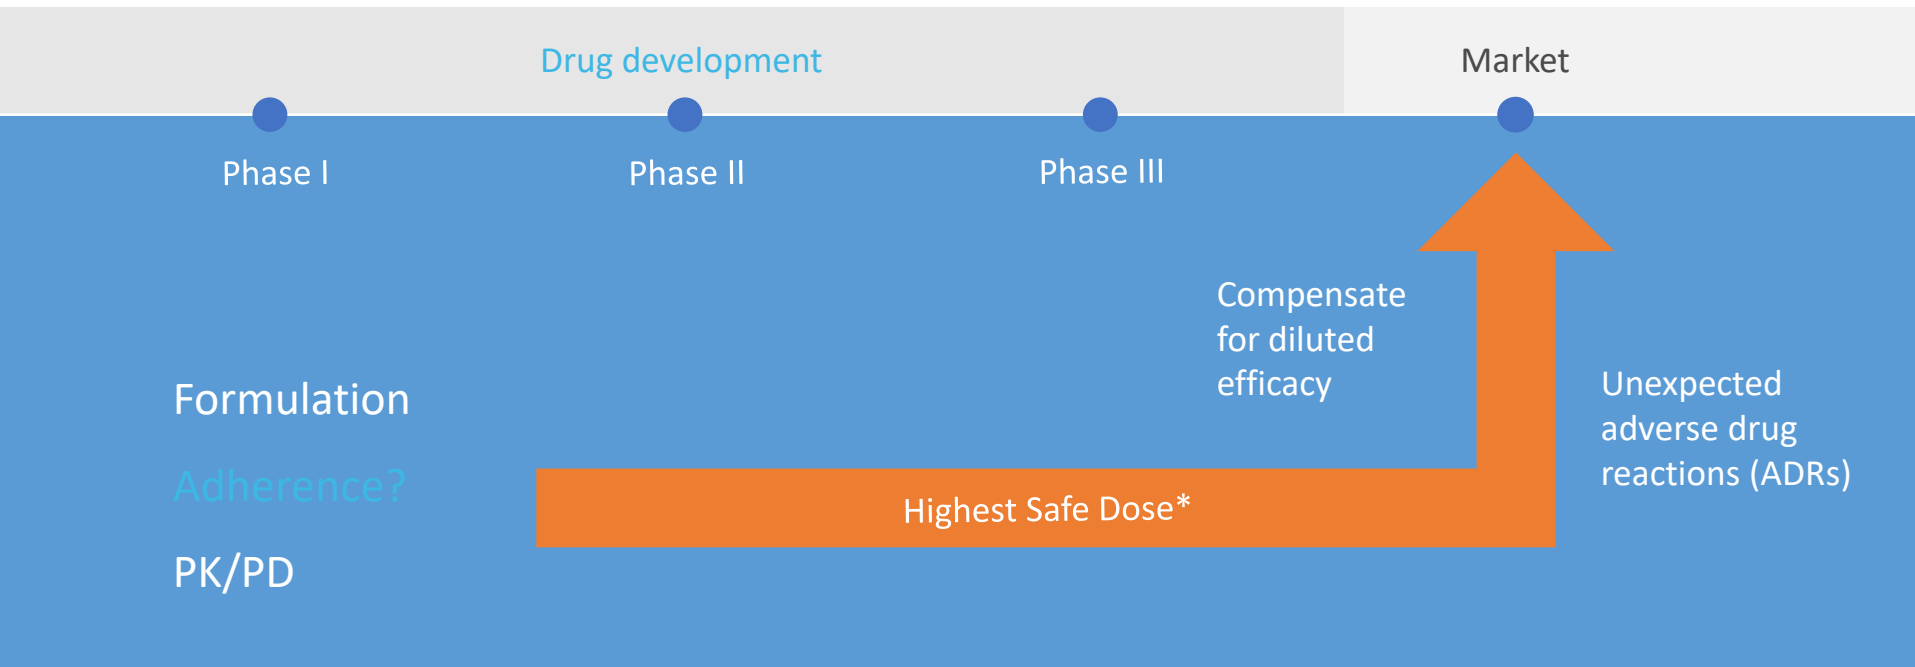 Drug development
Market
Phase I
Phase II
Phase III
Compensate
for diluted
efficacy
Formulation
Adherence?
PK/PD
Highest Safe Dose*
Unexpected
adverse drug
reactions (ADRs)